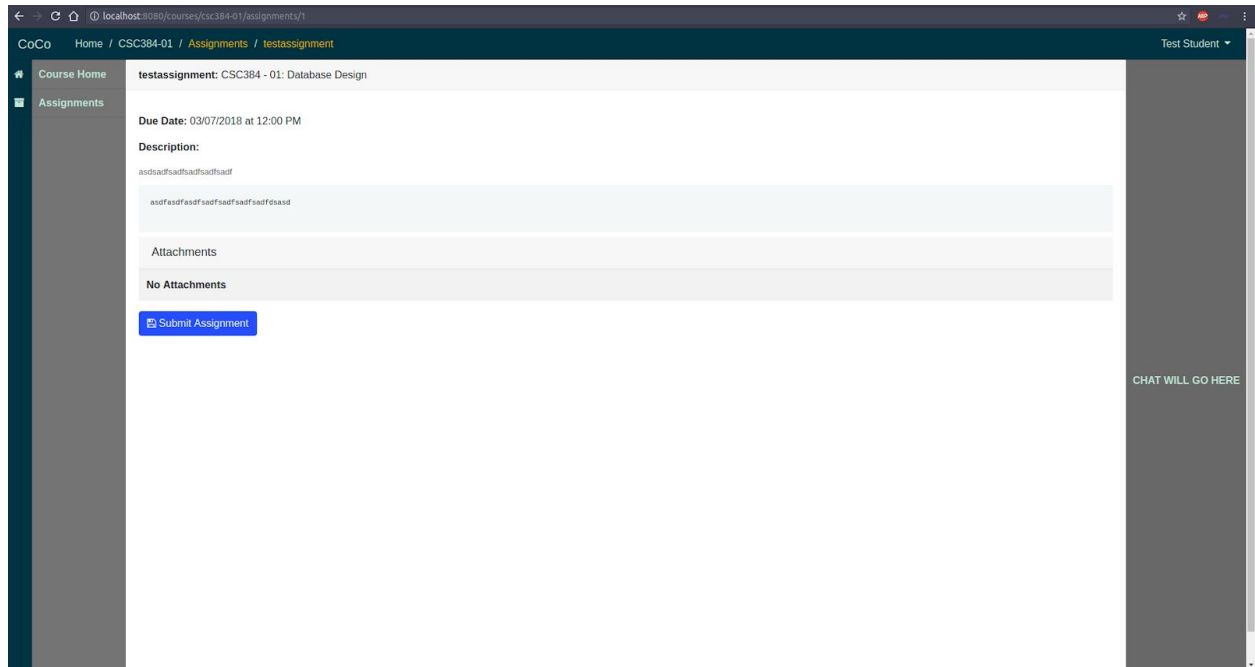 localhost:8080/courses/csc384-01/assignments/1
ABP
CoCo Home / CSC384-01 / Assignments / testassignment Test Student
Course Home
Assignments
testassignment: CSC384 - 01: Database Design
Due Date: 03/07/2018 at 12:00 PM
Description:
asdsadfsadfsadfsadfsadf
asdfasdfasdfsadfsadfsadfsadfdsasd
Attachments
No Attachments
Submit Assignment
CHAT WILL GO HERE